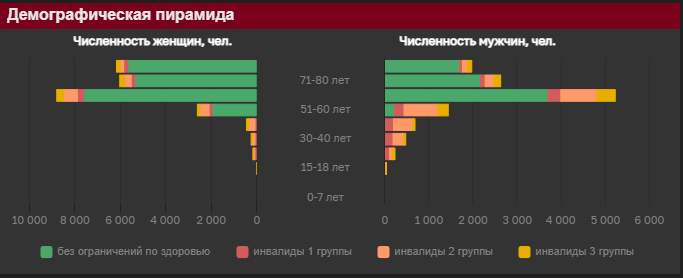 Демографическая пирамида
Численность женщин, чел. Численность мужчин, чел.
71-80 лет
51-60 лет
30-40 лет
15-18 лет
0-7 лет
10 000 8 000 6 000 4 000 2 000 0 0 1 000 2 000 3 000 4 000 5 000 6 000
без ограничений по здоровью инвалиды 1 группы инвалиды 2 группы инвалиды 3 группы